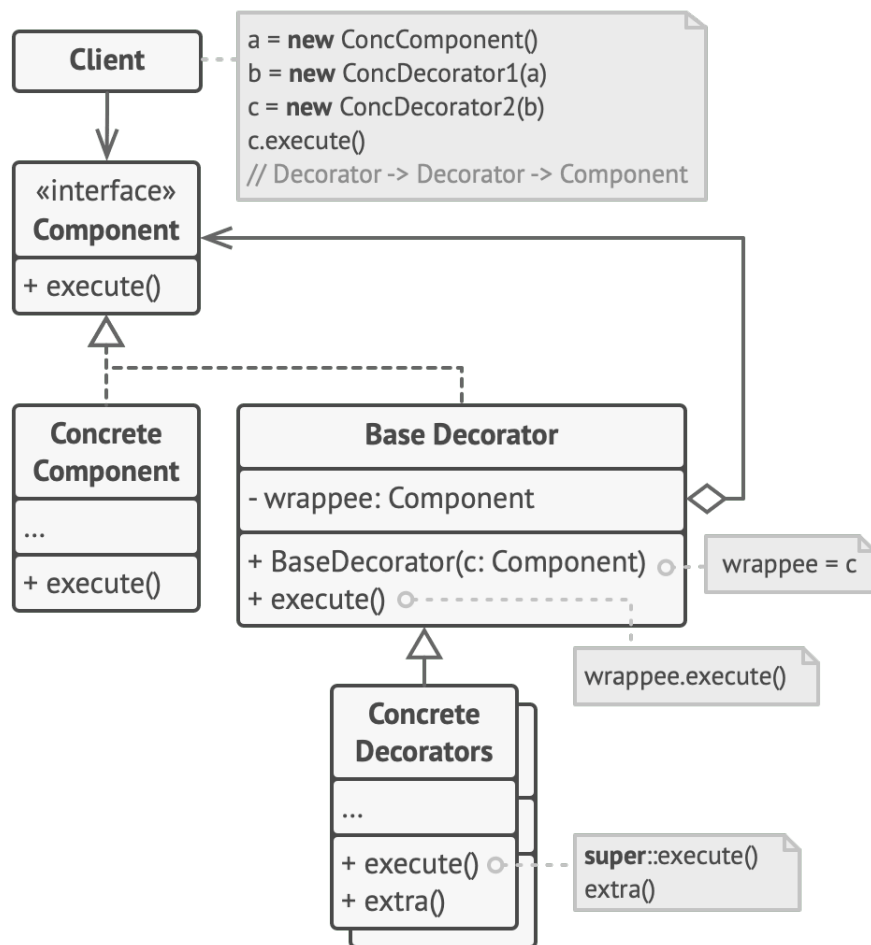 Client
a = new ConcComponent()
b = new ConcDecorator1(a)
c = new ConcDecorator2(b)
c.execute()
// Decorator -> Decorator -> Component
«interface»
Component
+ execute()
Concrete
Component
...
+ execute()
Base Decorator
- wrappee: Component
+ BaseDecorator(c: Component)
+ execute()
wrappee = c
wrappee.execute()
Concrete
Decorators
...
+ execute()
+ extra()
super::execute()
extra()